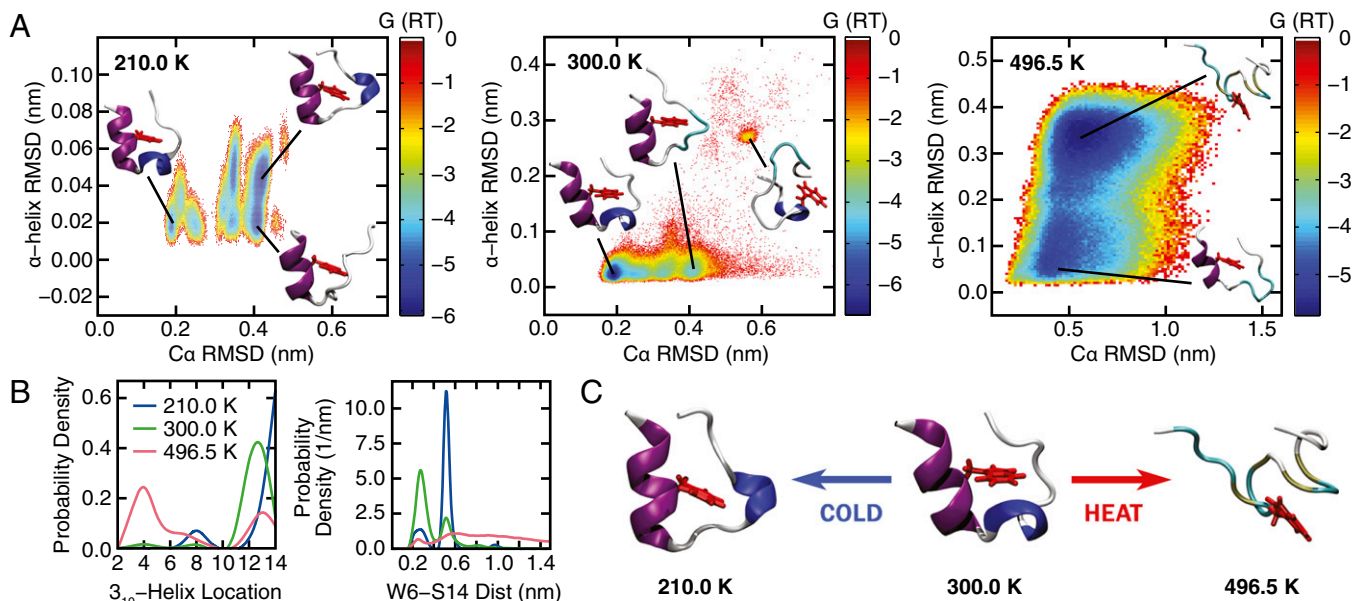 A
210.0 K
G (RT)
α−helix RMSD (nm)
0.10
0.08
0.06
0.04
0.02
0.00
−0.02
0.0 0.2 0.4 0.6
Cα RMSD (nm)
0
−1
−2
−3
−4
−5
−6
300.0 K
G (RT)
α−helix RMSD (nm)
0.4
0.3
0.2
0.1
0.0
0.0 0.2 0.4 0.6
Cα RMSD (nm)
0
−1
−2
−3
−4
−5
−6
496.5 K
G (RT)
α−helix RMSD (nm)
0.5
0.4
0.3
0.2
0.1
0.0
0.5 1.0 1.5
Cα RMSD (nm)
0
−1
−2
−3
−4
−5
B
Probability Density
0.6
0.4
0.2
0.0
210.0 K
300.0 K
496.5 K
2 4 6 8 10 12 14
3₁₀−Helix Location
Probability
Density (1/nm)
10.0
7.5
5.0
2.5
0.0
0.2 0.6 1.0 1.4
W6−S14 Dist (nm)
C
COLD
HEAT
210.0 K
300.0 K
496.5 K